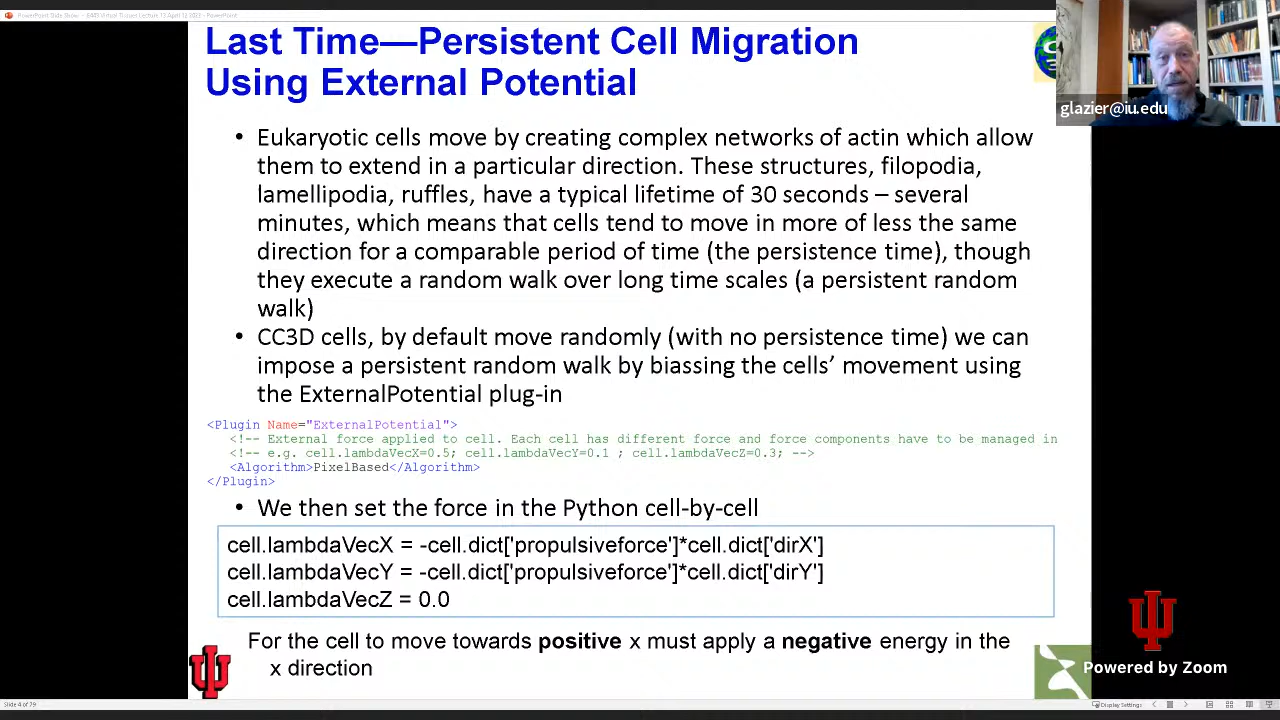 Last Time—Persistent Cell Migration
Using External Potential
glazier@iu.edu
• Eukaryotic cells move by creating complex networks of actin which allow
them to extend in a particular direction. These structures, filopodia,
lamellipodia, ruffles, have a typical lifetime of 30 seconds – several
minutes, which means that cells tend to move in more of less the same
direction for a comparable period of time (the persistence time), though
they execute a random walk over long time scales (a persistent random
walk)
• CC3D cells, by default move randomly (with no persistence time) we can
impose a persistent random walk by biassing the cells’ movement using
the ExternalPotential plug-in
<Plugin Name="ExternalPotential">
<!-- External force applied to cell. Each cell has different force and force components have to be managed in
<!-- e.g. cell.lambdaVecX=0.5; cell.lambdaVecY=0.1 ; cell.lambdaVecZ=0.3; -->
<Algorithm>PixelBased</Algorithm>
</Plugin>
• We then set the force in the Python cell-by-cell
cell.lambdaVecX = -cell.dict['propulsiveforce']*cell.dict['dirX']
cell.lambdaVecY = -cell.dict['propulsiveforce']*cell.dict['dirY']
cell.lambdaVecZ = 0.0
For the cell to move towards positive x must apply a negative energy in the
x direction
Powered by Zoom
Slide 4 of 79
Display Settings